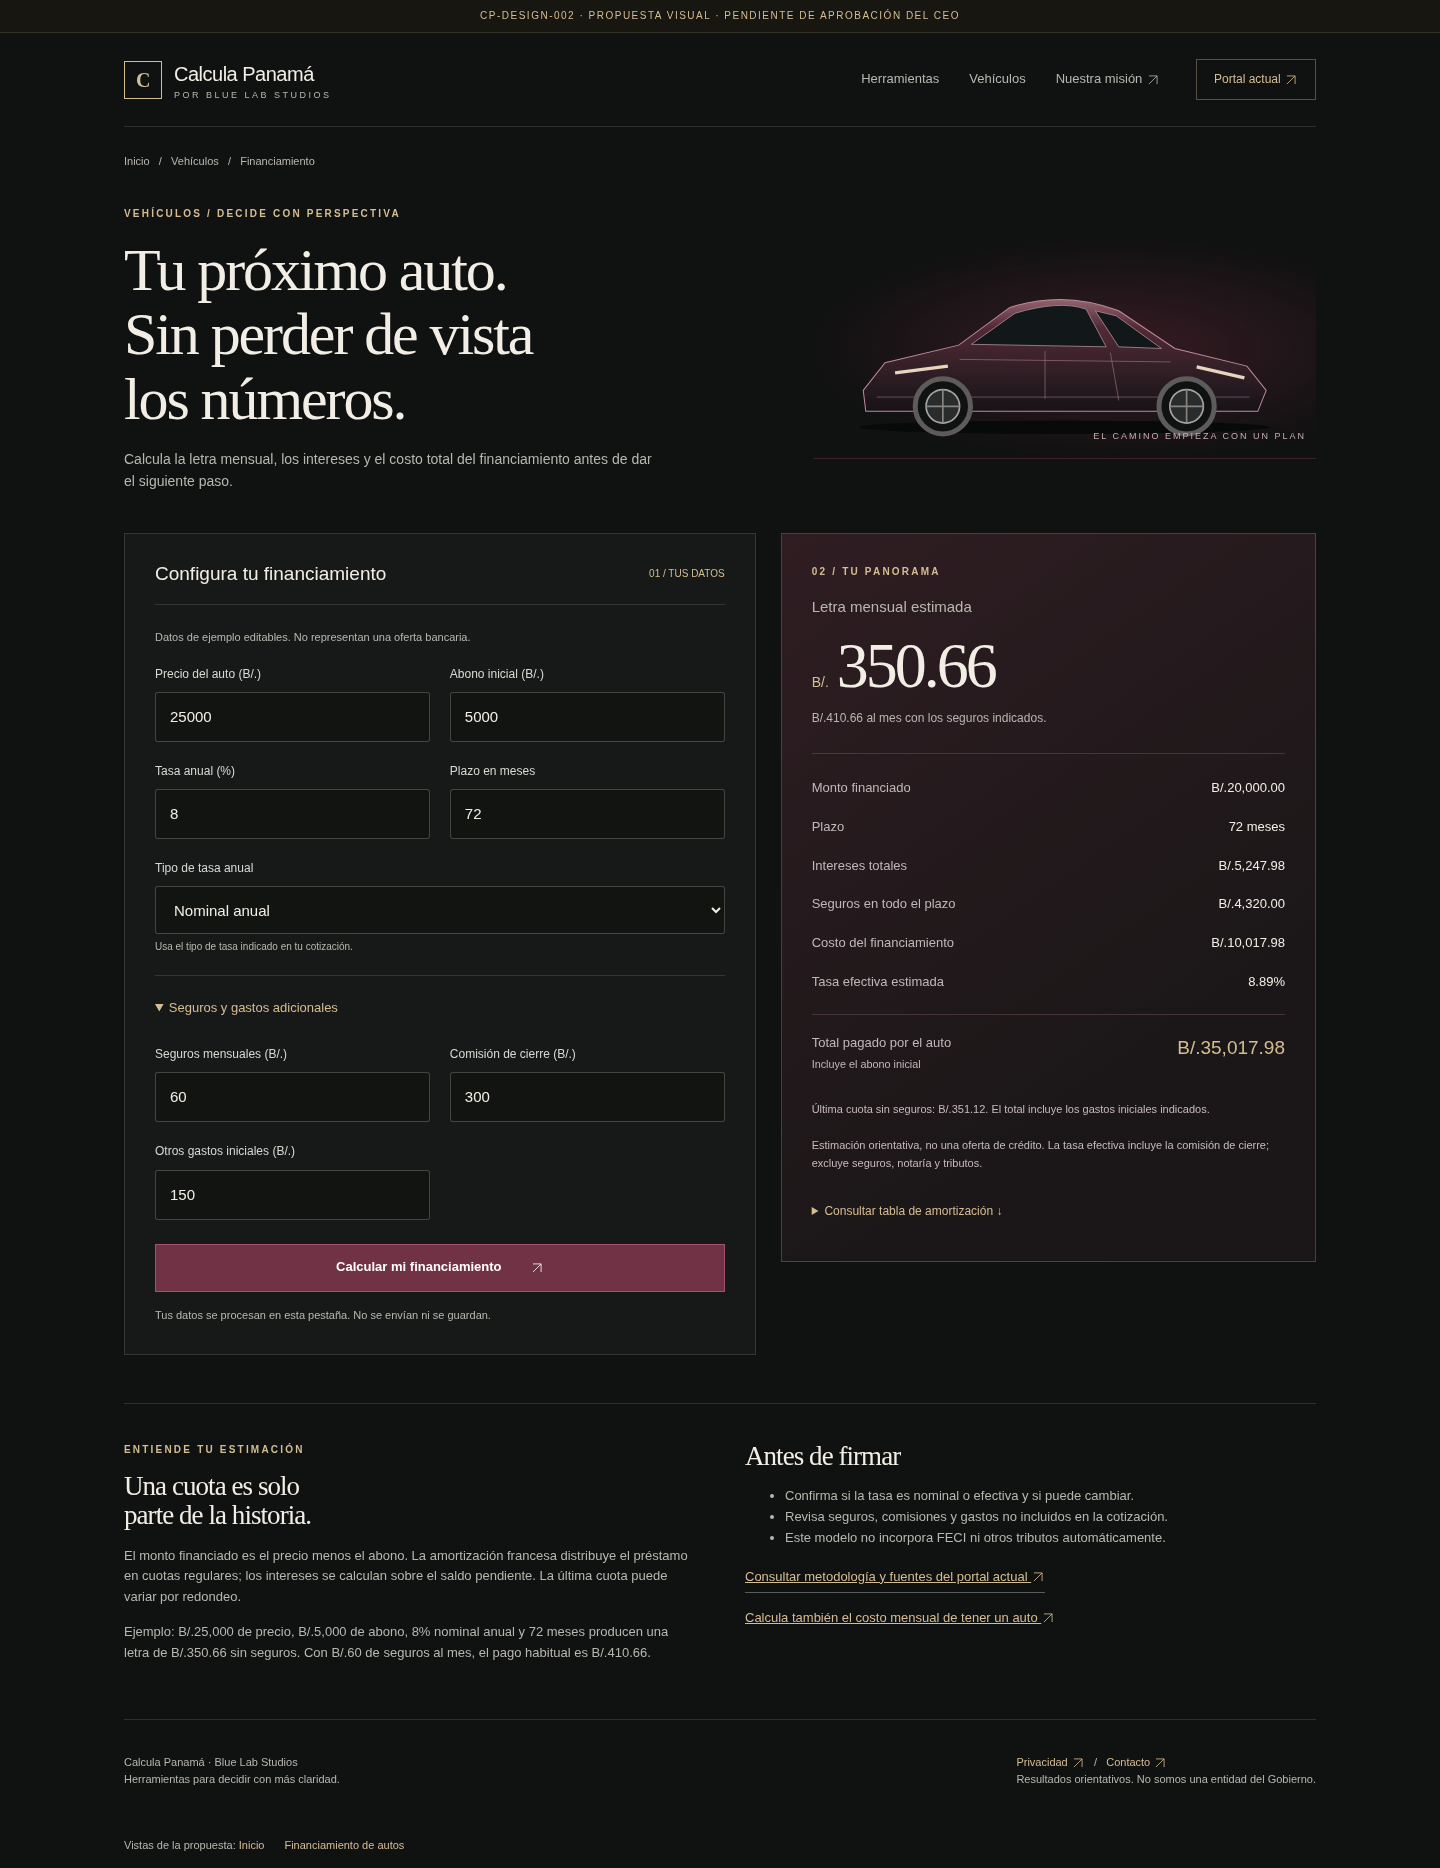 CP-DESIGN-002 · PROPUESTA VISUAL · PENDIENTE DE APROBACIÓN DEL CEO
C
Calcula Panamá
POR BLUE LAB STUDIOS
Herramientas
Vehículos
Nuestra misión
Portal actual
Inicio / Vehículos / Financiamiento
VEHÍCULOS / DECIDE CON PERSPECTIVA
Tu próximo auto.
Sin perder de vista
los números.
Calcula la letra mensual, los intereses y el costo total del financiamiento antes de dar
el siguiente paso.
EL CAMINO EMPIEZA CON UN PLAN
Configura tu financiamiento
01 / TUS DATOS
Datos de ejemplo editables. No representan una oferta bancaria.
Precio del auto (B/.)
Abono inicial (B/.)
25000
5000
Tasa anual (%)
Plazo en meses
8
72
Tipo de tasa anual
Nominal anual
Usa el tipo de tasa indicado en tu cotización.
▼ Seguros y gastos adicionales
Seguros mensuales (B/.)
Comisión de cierre (B/.)
60
300
Otros gastos iniciales (B/.)
150
Calcular mi financiamiento
Tus datos se procesan en esta pestaña. No se envían ni se guardan.
02 / TU PANORAMA
Letra mensual estimada
B/. 350.66
B/.410.66 al mes con los seguros indicados.
Monto financiado B/.20,000.00
Plazo 72 meses
Intereses totales B/.5,247.98
Seguros en todo el plazo B/.4,320.00
Costo del financiamiento B/.10,017.98
Tasa efectiva estimada 8.89%
Total pagado por el auto B/.35,017.98
Incluye el abono inicial
Última cuota sin seguros: B/.351.12. El total incluye los gastos iniciales indicados.
Estimación orientativa, no una oferta de crédito. La tasa efectiva incluye la comisión de cierre;
excluye seguros, notaría y tributos.
▶ Consultar tabla de amortización ↓
ENTIENDE TU ESTIMACIÓN
Una cuota es solo
parte de la historia.
El monto financiado es el precio menos el abono. La amortización francesa distribuye el préstamo
en cuotas regulares; los intereses se calculan sobre el saldo pendiente. La última cuota puede
variar por redondeo.
Ejemplo: B/.25,000 de precio, B/.5,000 de abono, 8% nominal anual y 72 meses producen una
letra de B/.350.66 sin seguros. Con B/.60 de seguros al mes, el pago habitual es B/.410.66.
Antes de firmar
• Confirma si la tasa es nominal o efectiva y si puede cambiar.
• Revisa seguros, comisiones y gastos no incluidos en la cotización.
• Este modelo no incorpora FECI ni otros tributos automáticamente.
Consultar metodología y fuentes del portal actual
Calcula también el costo mensual de tener un auto
Calcula Panamá · Blue Lab Studios
Herramientas para decidir con más claridad.
Privacidad / Contacto
Resultados orientativos. No somos una entidad del Gobierno.
Vistas de la propuesta: Inicio Financiamiento de autos